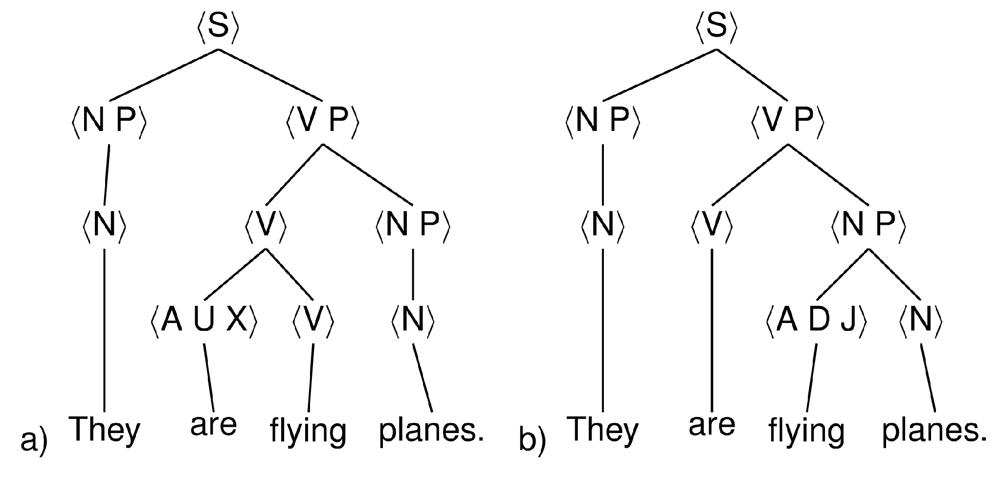 ⟨S⟩ ⟨S⟩
⟨N P⟩ ⟨V P⟩ ⟨N P⟩ ⟨V P⟩
⟨N⟩ ⟨V⟩ ⟨N P⟩ ⟨N⟩ ⟨V⟩ ⟨N P⟩
⟨A U X⟩ ⟨V⟩ ⟨N⟩ ⟨A D J⟩ ⟨N⟩
a) They are flying planes. b) They are flying planes.